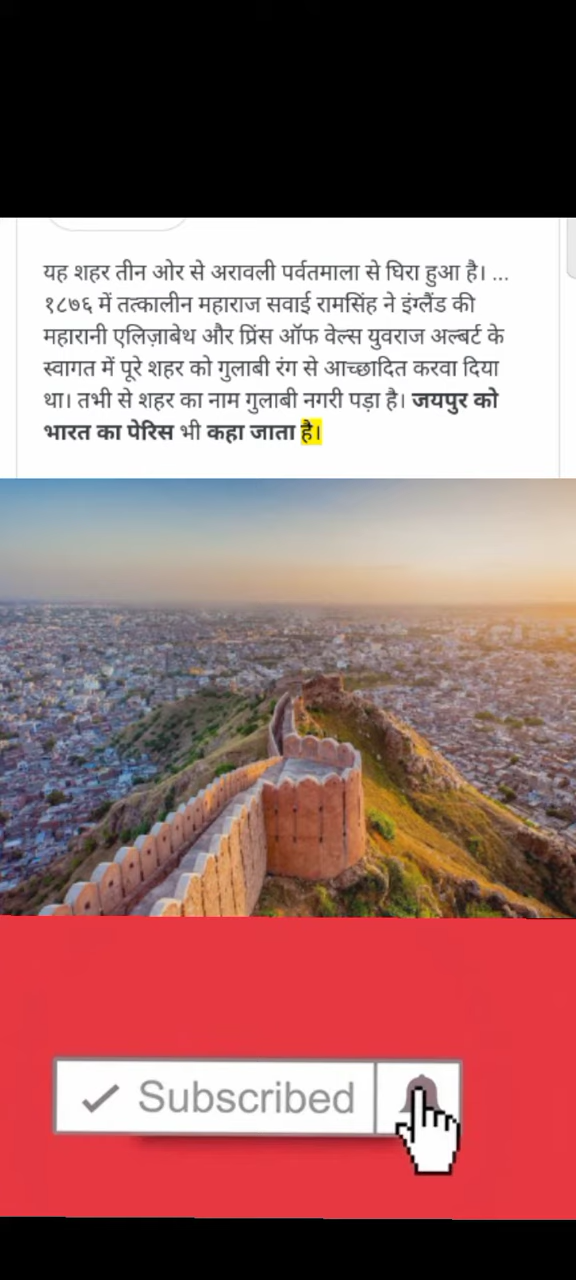 यह शहर तीन ओर से अरावली पर्वतमाला से घिरा हुआ है। ...
१८७६ में तत्कालीन महाराज सवाई रामसिंह ने इंग्लैंड की
महारानी एलिज़ाबेथ और प्रिंस ऑफ वेल्स युवराज अल्बर्ट के
स्वागत में पूरे शहर को गुलाबी रंग से आच्छादित करवा दिया
था। तभी से शहर का नाम गुलाबी नगरी पड़ा है। जयपुर को
भारत का पेरिस भी कहा जाता है।
Subscribed